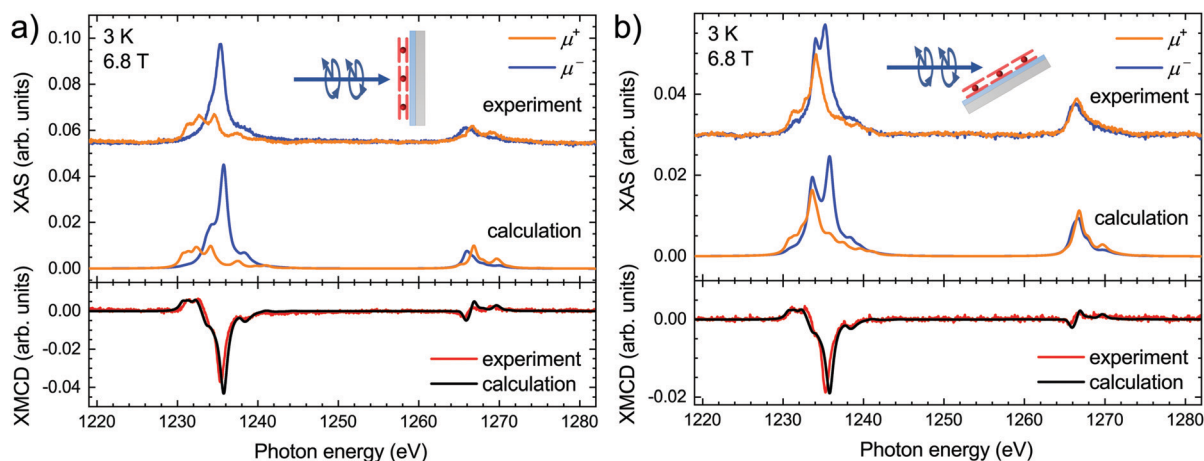 a)
3 K
6.8 T
μ+
μ−
experiment
calculation
XAS (arb. units)
0.10
0.08
0.06
0.04
0.02
0.00
XMCD (arb. units)
0.00
-0.02
-0.04
experiment
calculation
1220 1230 1240 1250 1260 1270 1280
Photon energy (eV)
b)
3 K
6.8 T
μ+
μ−
experiment
calculation
XAS (arb. units)
0.04
0.02
0.00
XMCD (arb. units)
0.00
-0.02
experiment
calculation
1220 1230 1240 1250 1260 1270 1280
Photon energy (eV)